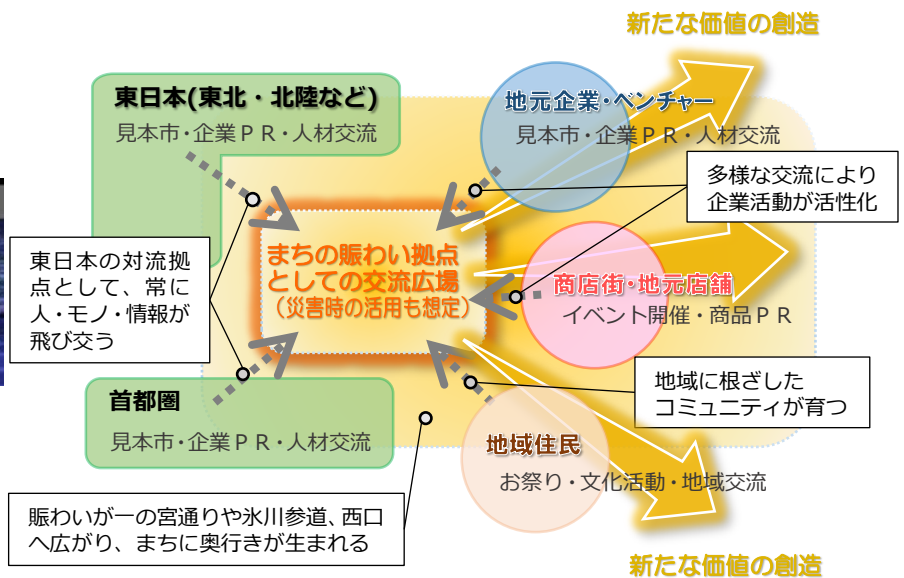 新たな価値の創造
東日本(東北・北陸など)
見本市・企業ＰＲ・人材交流
地元企業・ベンチャー
見本市・企業ＰＲ・人材交流
多様な交流により
企業活動が活性化
東日本の対流拠
点として、常に
人・モノ・情報が
飛び交う
まちの賑わい拠点
としての交流広場
（災害時の活用も想定）
商店街・地元店舗
イベント開催・商品ＰＲ
首都圏
見本市・企業ＰＲ・人材交流
地域に根ざした
コミュニティが育つ
地域住民
お祭り・文化活動・地域交流
賑わいが一の宮通りや氷川参道、西口
へ広がり、まちに奥行きが生まれる
新たな価値の創造